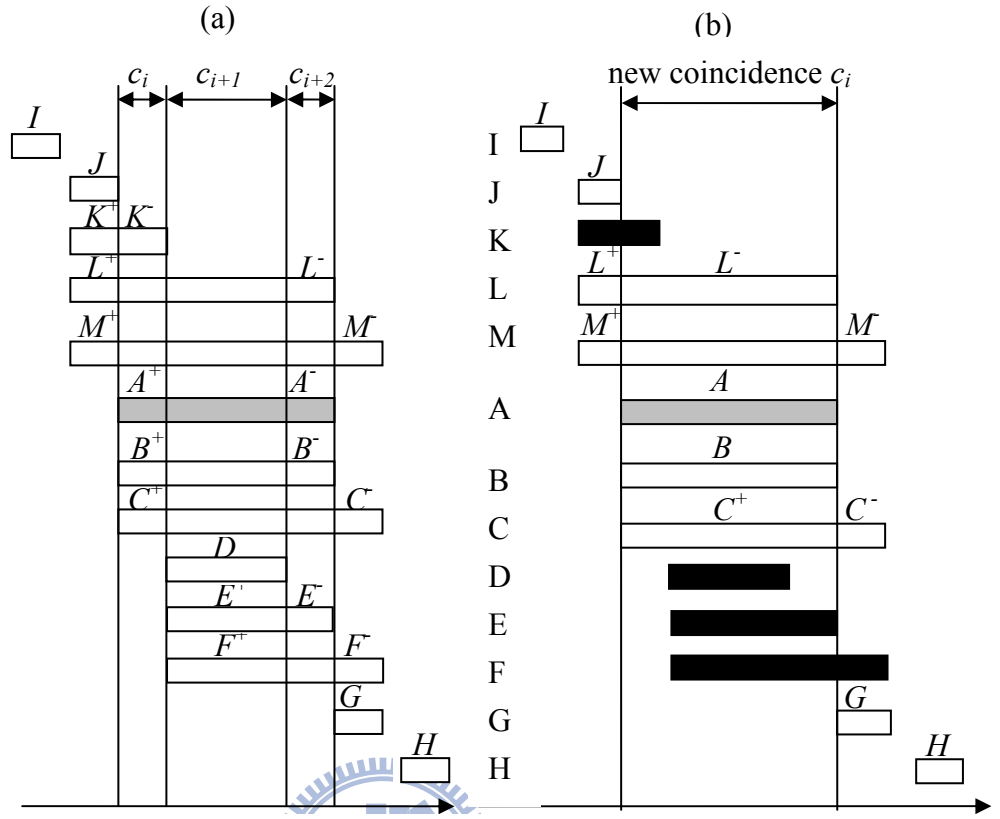 (a)
(b)
c_i c_{i+1} c_{i+2}
new coincidence c_i
I
J
K^+ K^-
L^+ L^-
M^+ M^-
A^+ A^-
B^+ B^-
C^+ C^-
D
E^+ E^-
F^+ F^-
G
H
I
J
K
L
M
A
B
C
D
E
F
G
H
I
J
L^+ L^-
M^+ M^-
A
B
C^+ C^-
G
H